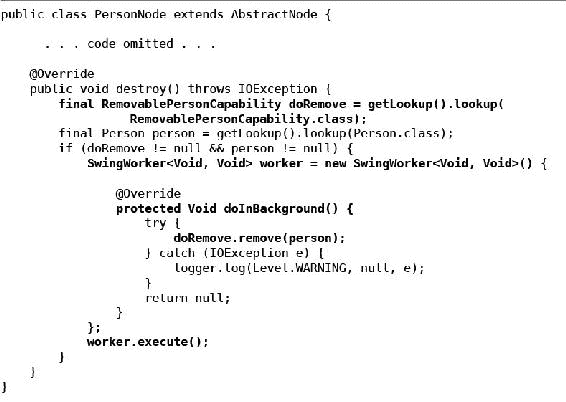 public class PersonNode extends AbstractNode {
. . . code omitted . . .
@Override
public void destroy() throws IOException {
final RemovablePersonCapability doRemove = getLookup().lookup(
RemovablePersonCapability.class);
final Person person = getLookup().lookup(Person.class);
if (doRemove != null && person != null) {
SwingWorker<Void, Void> worker = new SwingWorker<Void, Void>() {
@Override
protected Void doInBackground() {
try {
doRemove.remove(person);
} catch (IOException e) {
logger.log(Level.WARNING, null, e);
}
return null;
}
};
worker.execute();
}
}
}